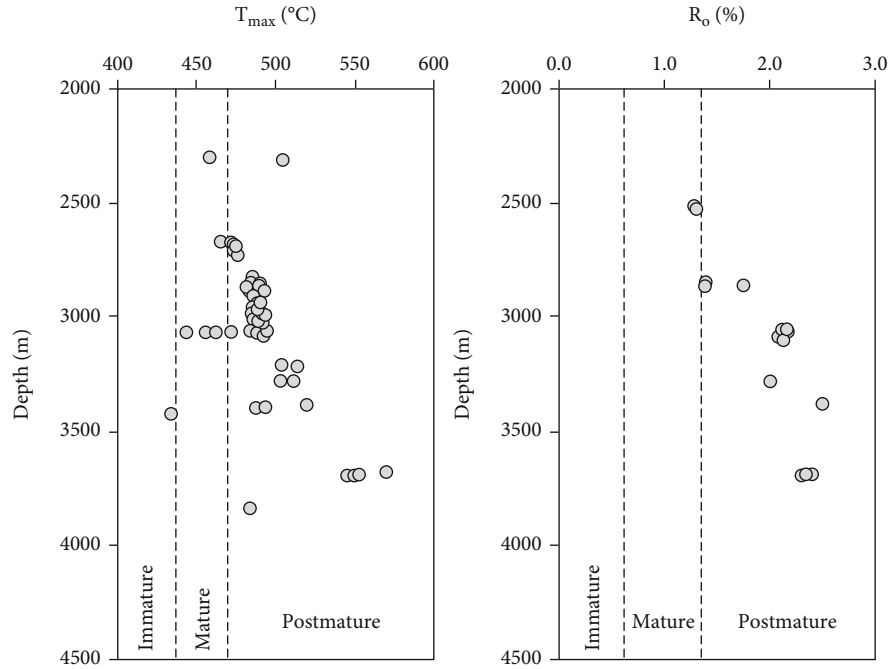 Tmax (°C)
400 450 500 550 600
2000
2500
3000
3500
4000
4500
Depth (m)
Immature
Mature
Postmature
Ro (%)
0.0 1.0 2.0 3.0
2000
2500
3000
3500
4000
4500
Depth (m)
Immature
Mature
Postmature